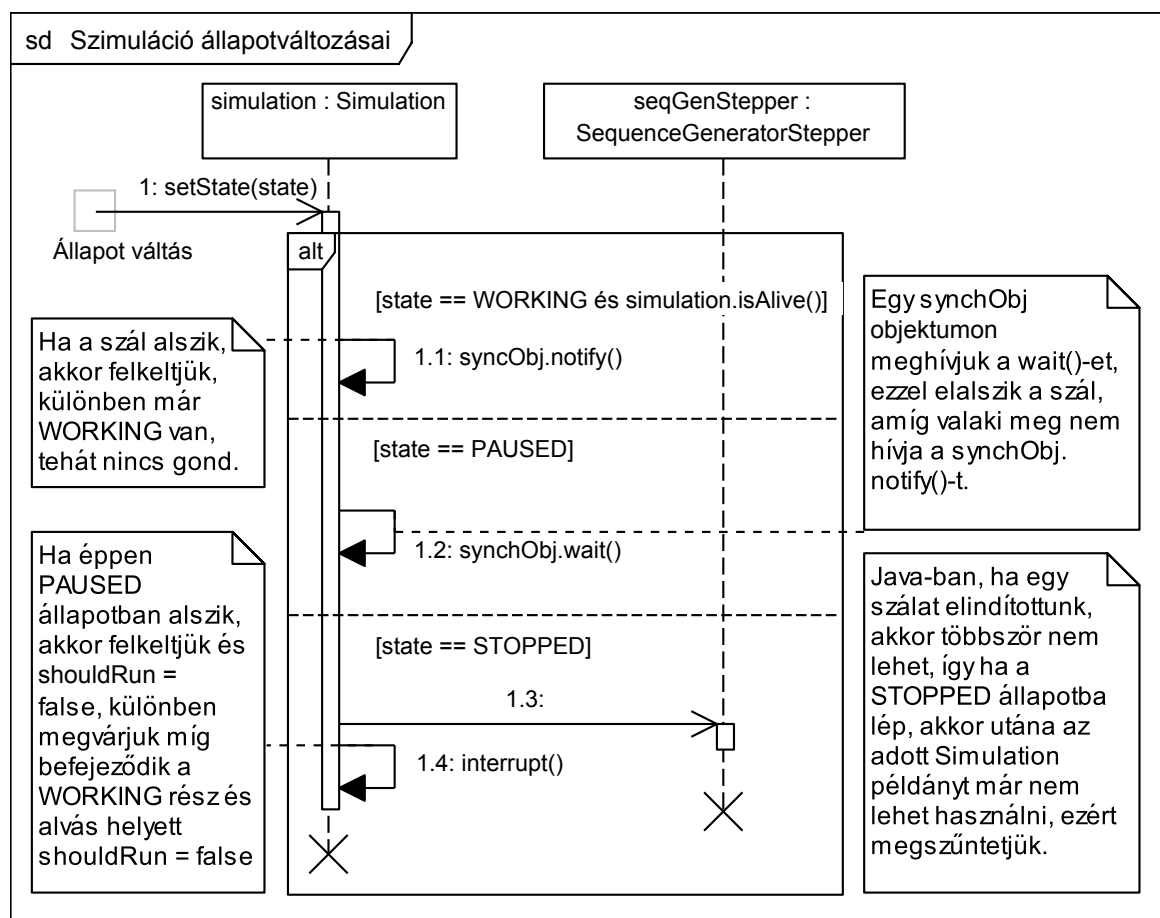 sd Szimuláció állapotváltozásai
simulation : Simulation
seqGenStepper :
SequenceGeneratorStepper
1: setState(state)
Állapot váltás
alt
[state == WORKING és simulation.isAlive()]
Ha a szál alszik,
akkor felkeltjük,
különben már
WORKING van,
tehát nincs gond.
1.1: syncObj.notify()
Egy synchObj
objektumon
meghívjuk a wait()-et,
ezzel elalszik a szál,
amíg valaki meg nem
hívja a synchObj.
notify()-t.
[state == PAUSED]
1.2: synchObj.wait()
Ha éppen
PAUSED
állapotban alszik,
akkor felkeltjük és
shouldRun =
false, különben
megvárjuk míg
befejeződik a
WORKING rész és
alvás helyett
shouldRun = false
[state == STOPPED]
1.3:
1.4: interrupt()
Java-ban, ha egy
szálat elindítottunk,
akkor többször nem
lehet, így ha a
STOPPED állapotba
lép, akkor utána az
adott Simulation
példányt már nem
lehet használni, ezért
megszűntetjük.